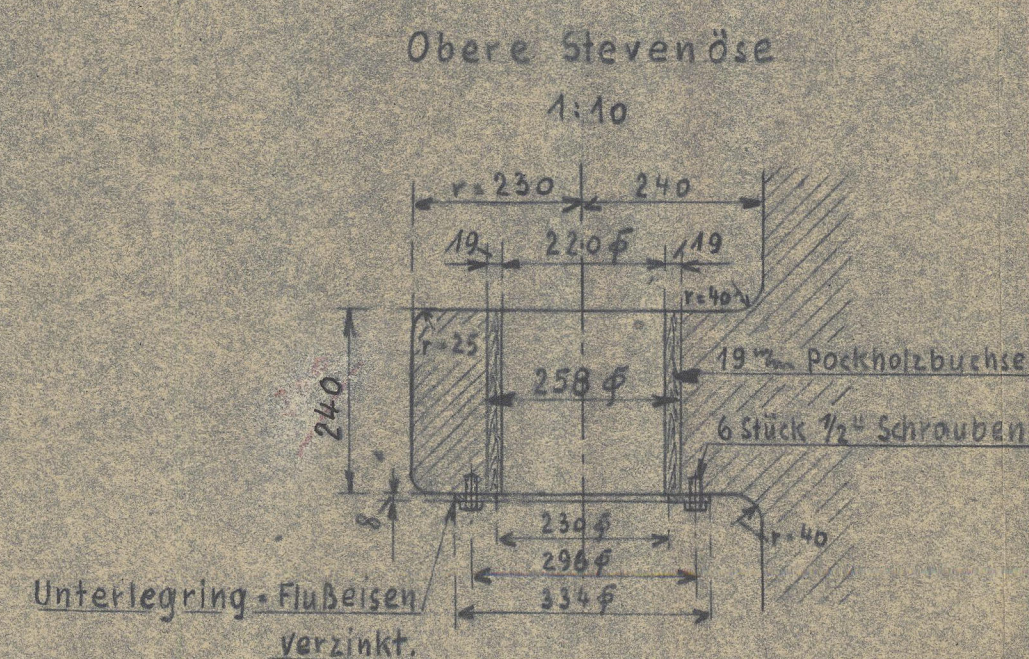 Obere Stevenöse
1:10
r=230
240
19
220 ϕ
19
r=40
r=25
19 m/m Pockholzbuchse
258 ϕ
240
6 Stück 1/2" Schrauben
8
230 ϕ
r=40
296 ϕ
334 ϕ
Unterlegring = Flußeisen
verzinkt.